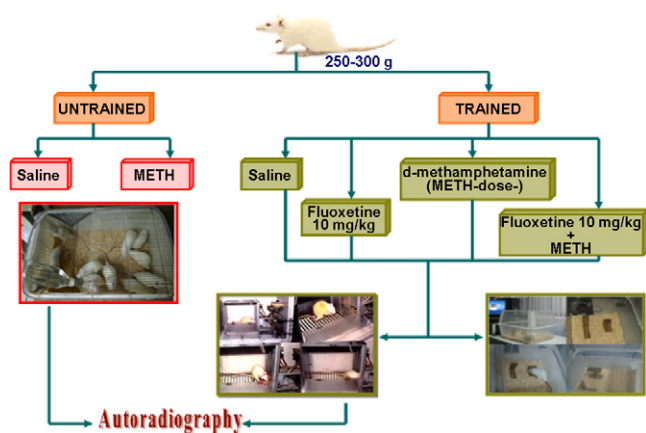 250-300 g
UNTRAINED
TRAINED
Saline
METH
Saline
Fluoxetine
10 mg/kg
d-methamphetamine
(METH-dose-)
Fluoxetine 10 mg/kg
+
METH
Autoradiography